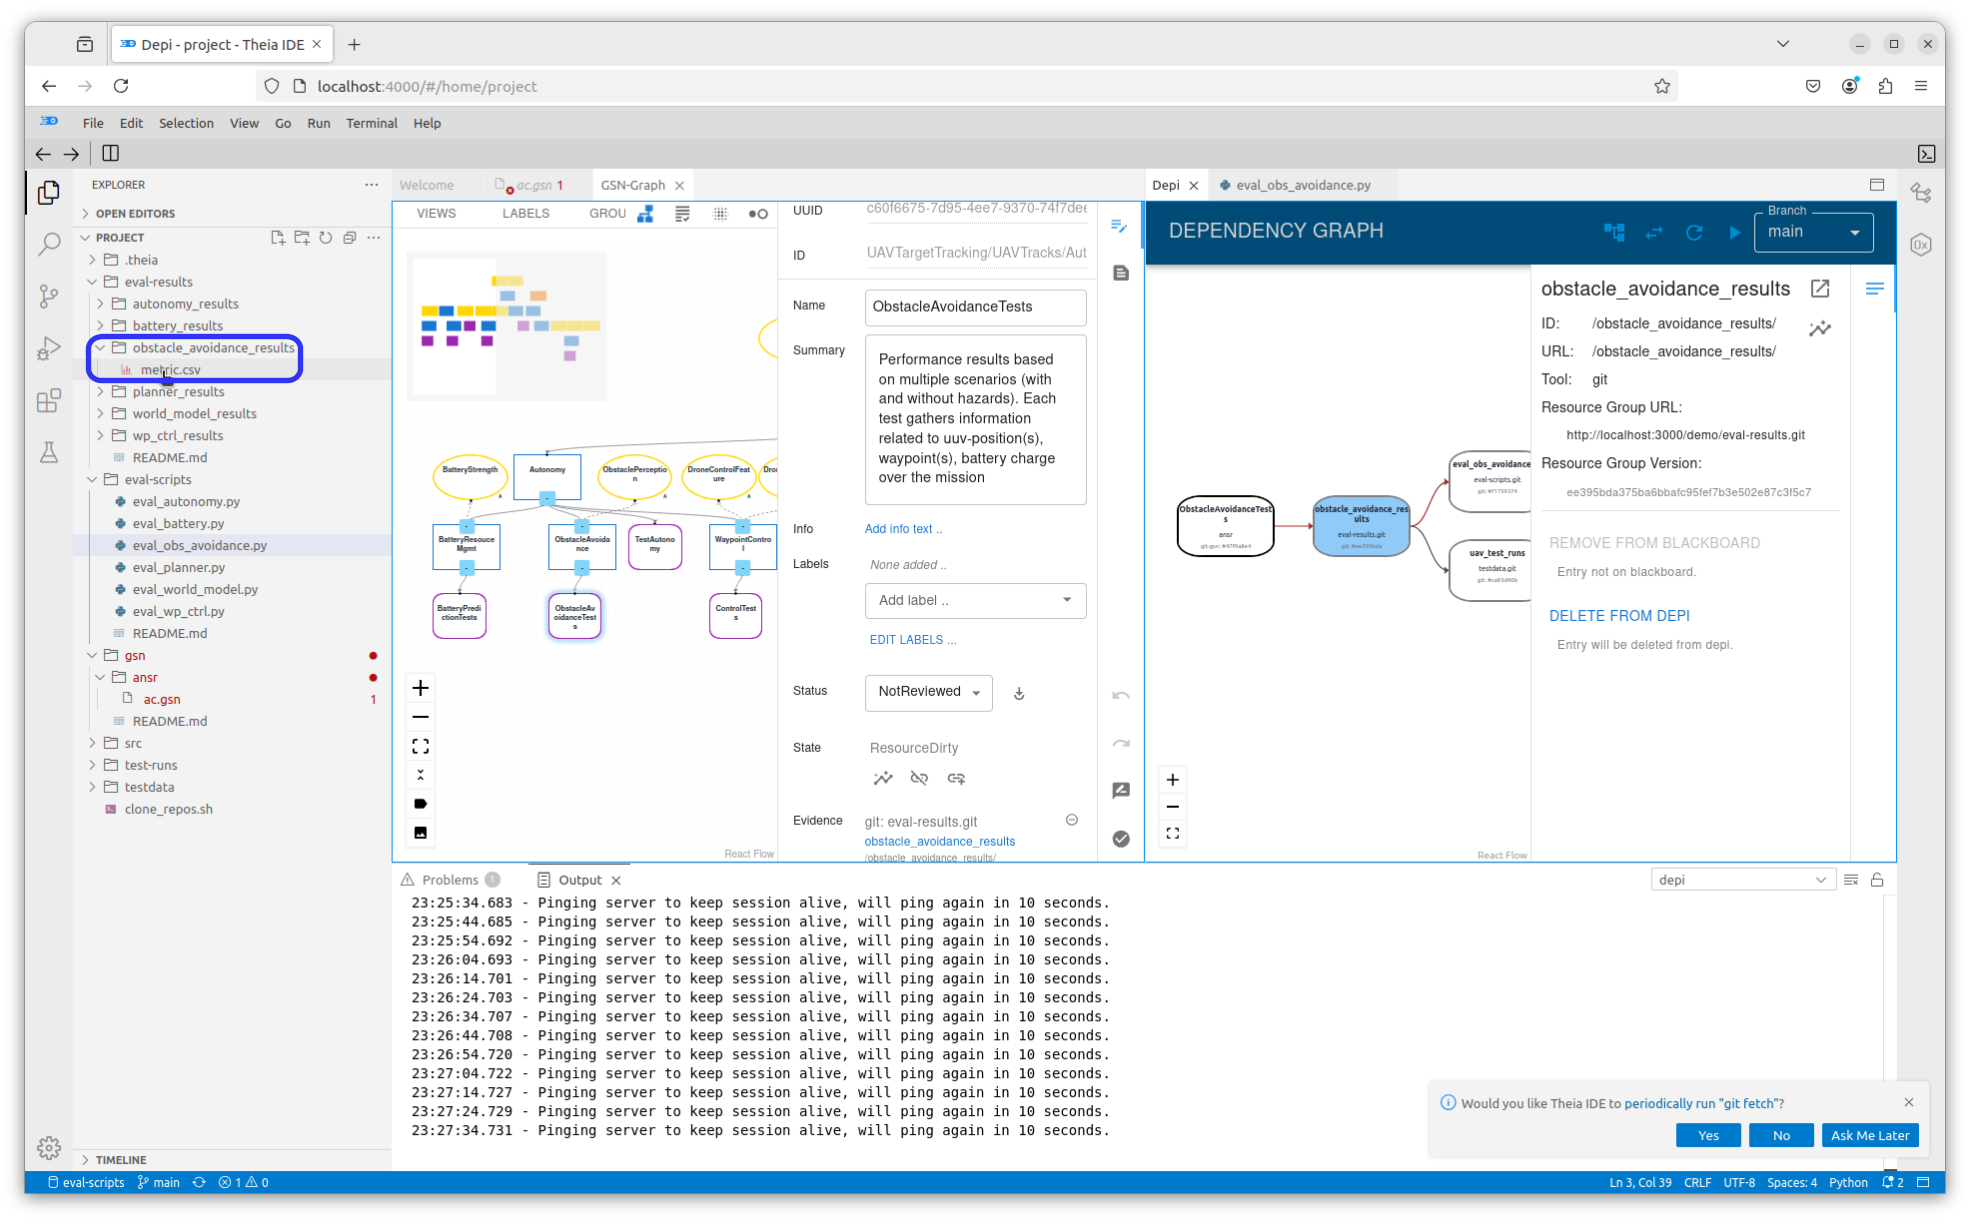 Depi - project - Theia IDE
localhost:4000/#/home/project
File Edit Selection View Go Run Terminal Help
EXPLORER
OPEN EDITORS
PROJECT
.theia
eval-results
autonomy_results
battery_results
obstacle_avoidance_results
metric.csv
planner_results
world_model_results
wp_ctrl_results
README.md
eval-scripts
eval_autonomy.py
eval_battery.py
eval_obs_avoidance.py
eval_planner.py
eval_world_model.py
eval_wp_ctrl.py
README.md
gsn
ansr
ac.gsn 1
README.md
src
test-runs
testdata
clone_repos.sh
TIMELINE
Welcome ac.gsn 1 GSN-Graph
VIEWS LABELS GROU
BatteryStrength
Autonomy
ObstaclePerceptio
n
DroneControlFeat
ure
Dron
BatteryResouce
Mgmt
ObstacleAvoida
nce
TestAutono
my
WaypointContro
l
BatteryPredi
ctionTests
ObstacleAv
oidanceTest
s
ControlTest
s
React Flow
UUID c60f6675-7d95-4ee7-9370-74f7dee
ID UAVTargetTracking/UAVTracks/Aut
Name ObstacleAvoidanceTests
Summary
Performance results based
on multiple scenarios (with
and without hazards). Each
test gathers information
related to uuv-position(s),
waypoint(s), battery charge
over the mission
Info Add info text ..
Labels None added ..
Add label ..
EDIT LABELS ...
Status NotReviewed
State ResourceDirty
Evidence git: eval-results.git
obstacle_avoidance_results
/obstacle_avoidance_results/
Depi eval_obs_avoidance.py
DEPENDENCY GRAPH
Branch
main
ObstacleAvoidanceTest
s
ansr
obstacle_avoidance_res
ults
eval-results.git
eval_obs_avoidance
eval-scripts.git
uav_test_runs
testdata.git
React Flow
obstacle_avoidance_results
ID: /obstacle_avoidance_results/
URL: /obstacle_avoidance_results/
Tool: git
Resource Group URL:
http://localhost:3000/demo/eval-results.git
Resource Group Version:
ee395bda375ba6bbafc95fef7b3e502e87c3f5c7
REMOVE FROM BLACKBOARD
Entry not on blackboard.
DELETE FROM DEPI
Entry will be deleted from depi.
Problems 1 Output
depi
23:25:34.683 - Pinging server to keep session alive, will ping again in 10 seconds.
23:25:44.685 - Pinging server to keep session alive, will ping again in 10 seconds.
23:25:54.692 - Pinging server to keep session alive, will ping again in 10 seconds.
23:26:04.693 - Pinging server to keep session alive, will ping again in 10 seconds.
23:26:14.701 - Pinging server to keep session alive, will ping again in 10 seconds.
23:26:24.703 - Pinging server to keep session alive, will ping again in 10 seconds.
23:26:34.707 - Pinging server to keep session alive, will ping again in 10 seconds.
23:26:44.708 - Pinging server to keep session alive, will ping again in 10 seconds.
23:26:54.720 - Pinging server to keep session alive, will ping again in 10 seconds.
23:27:04.722 - Pinging server to keep session alive, will ping again in 10 seconds.
23:27:14.727 - Pinging server to keep session alive, will ping again in 10 seconds.
23:27:24.729 - Pinging server to keep session alive, will ping again in 10 seconds.
23:27:34.731 - Pinging server to keep session alive, will ping again in 10 seconds.
Would you like Theia IDE to periodically run "git fetch"?
Yes No Ask Me Later
eval-scripts main 1 0
Ln 3, Col 39 CRLF UTF-8 Spaces: 4 Python 2